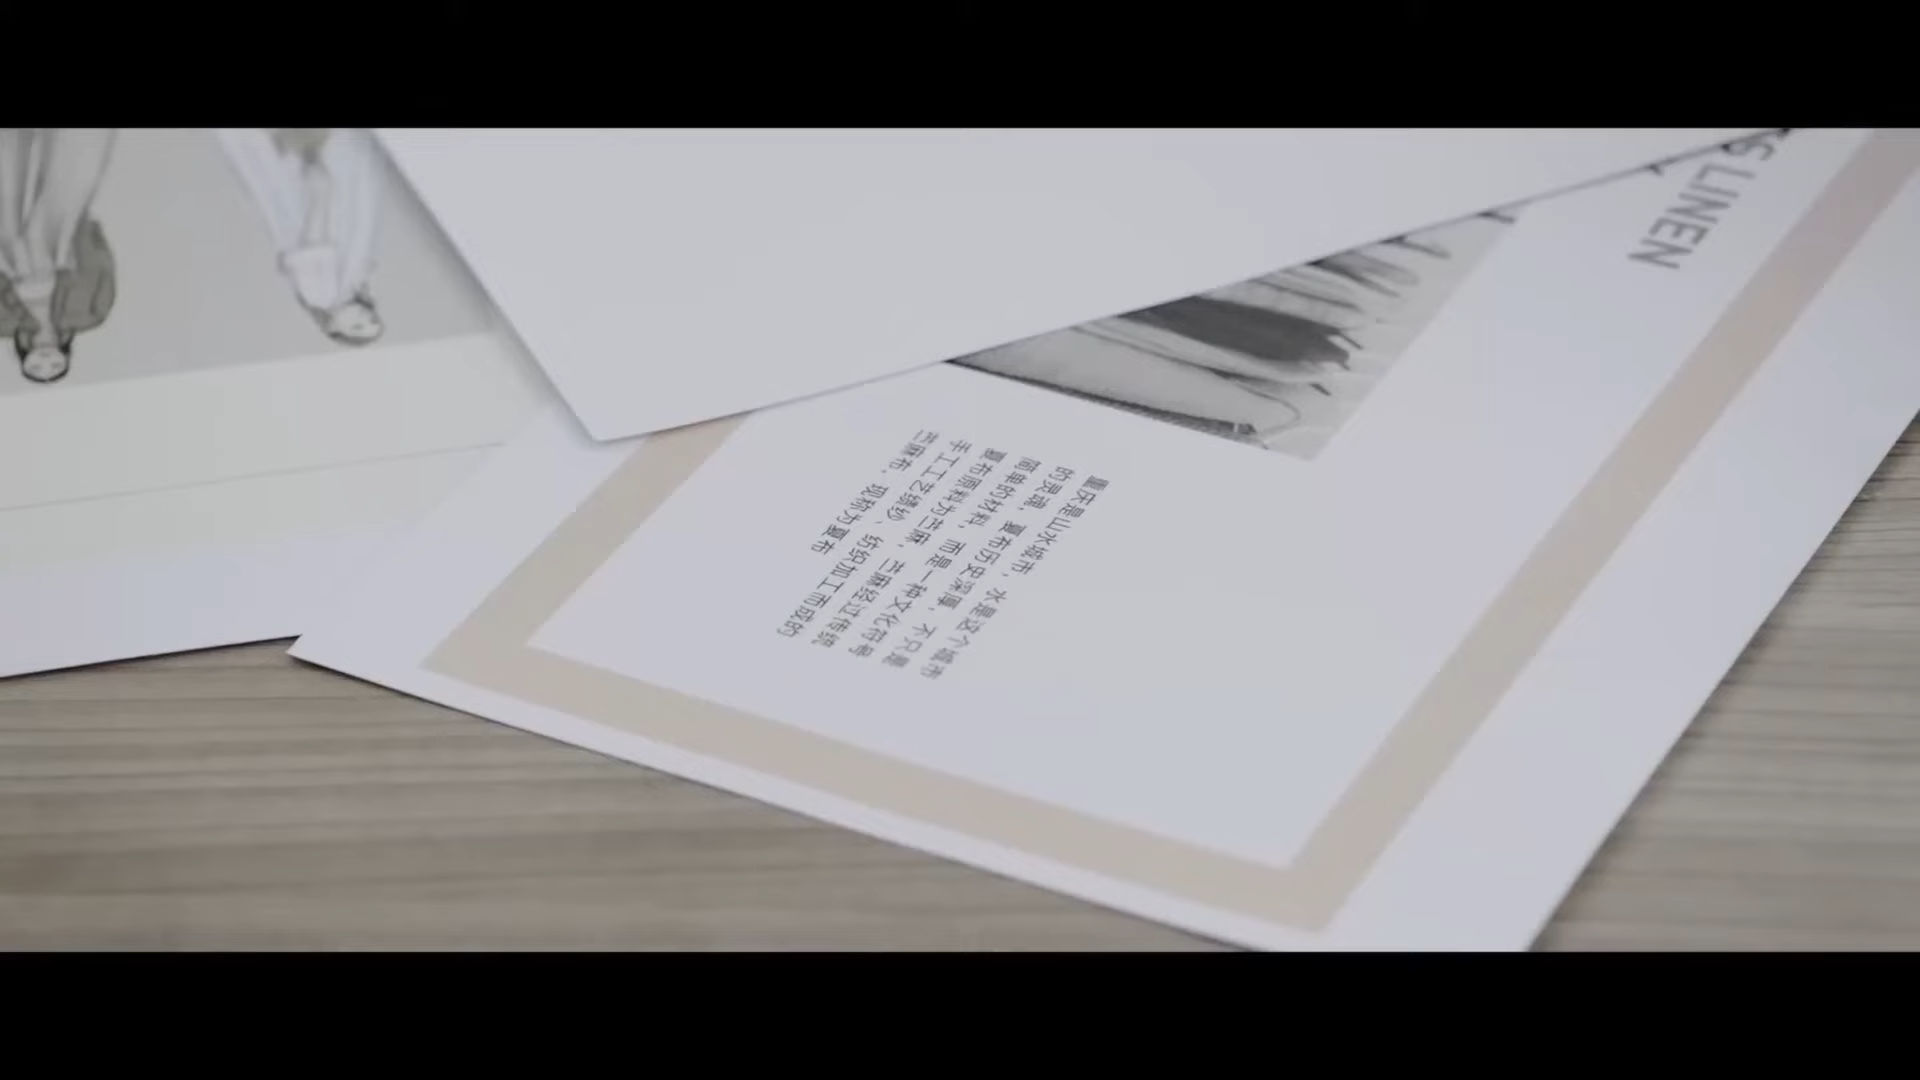 LINEN
重庆是山水城市，水是这个城市
的灵魂，夏布历史深厚，不只是
简单的材料，而是一种文化符号
夏布原料为苎麻，苎麻经过传统
手工工艺绩纱、纺织加工而成的
苎麻布，现称为夏布